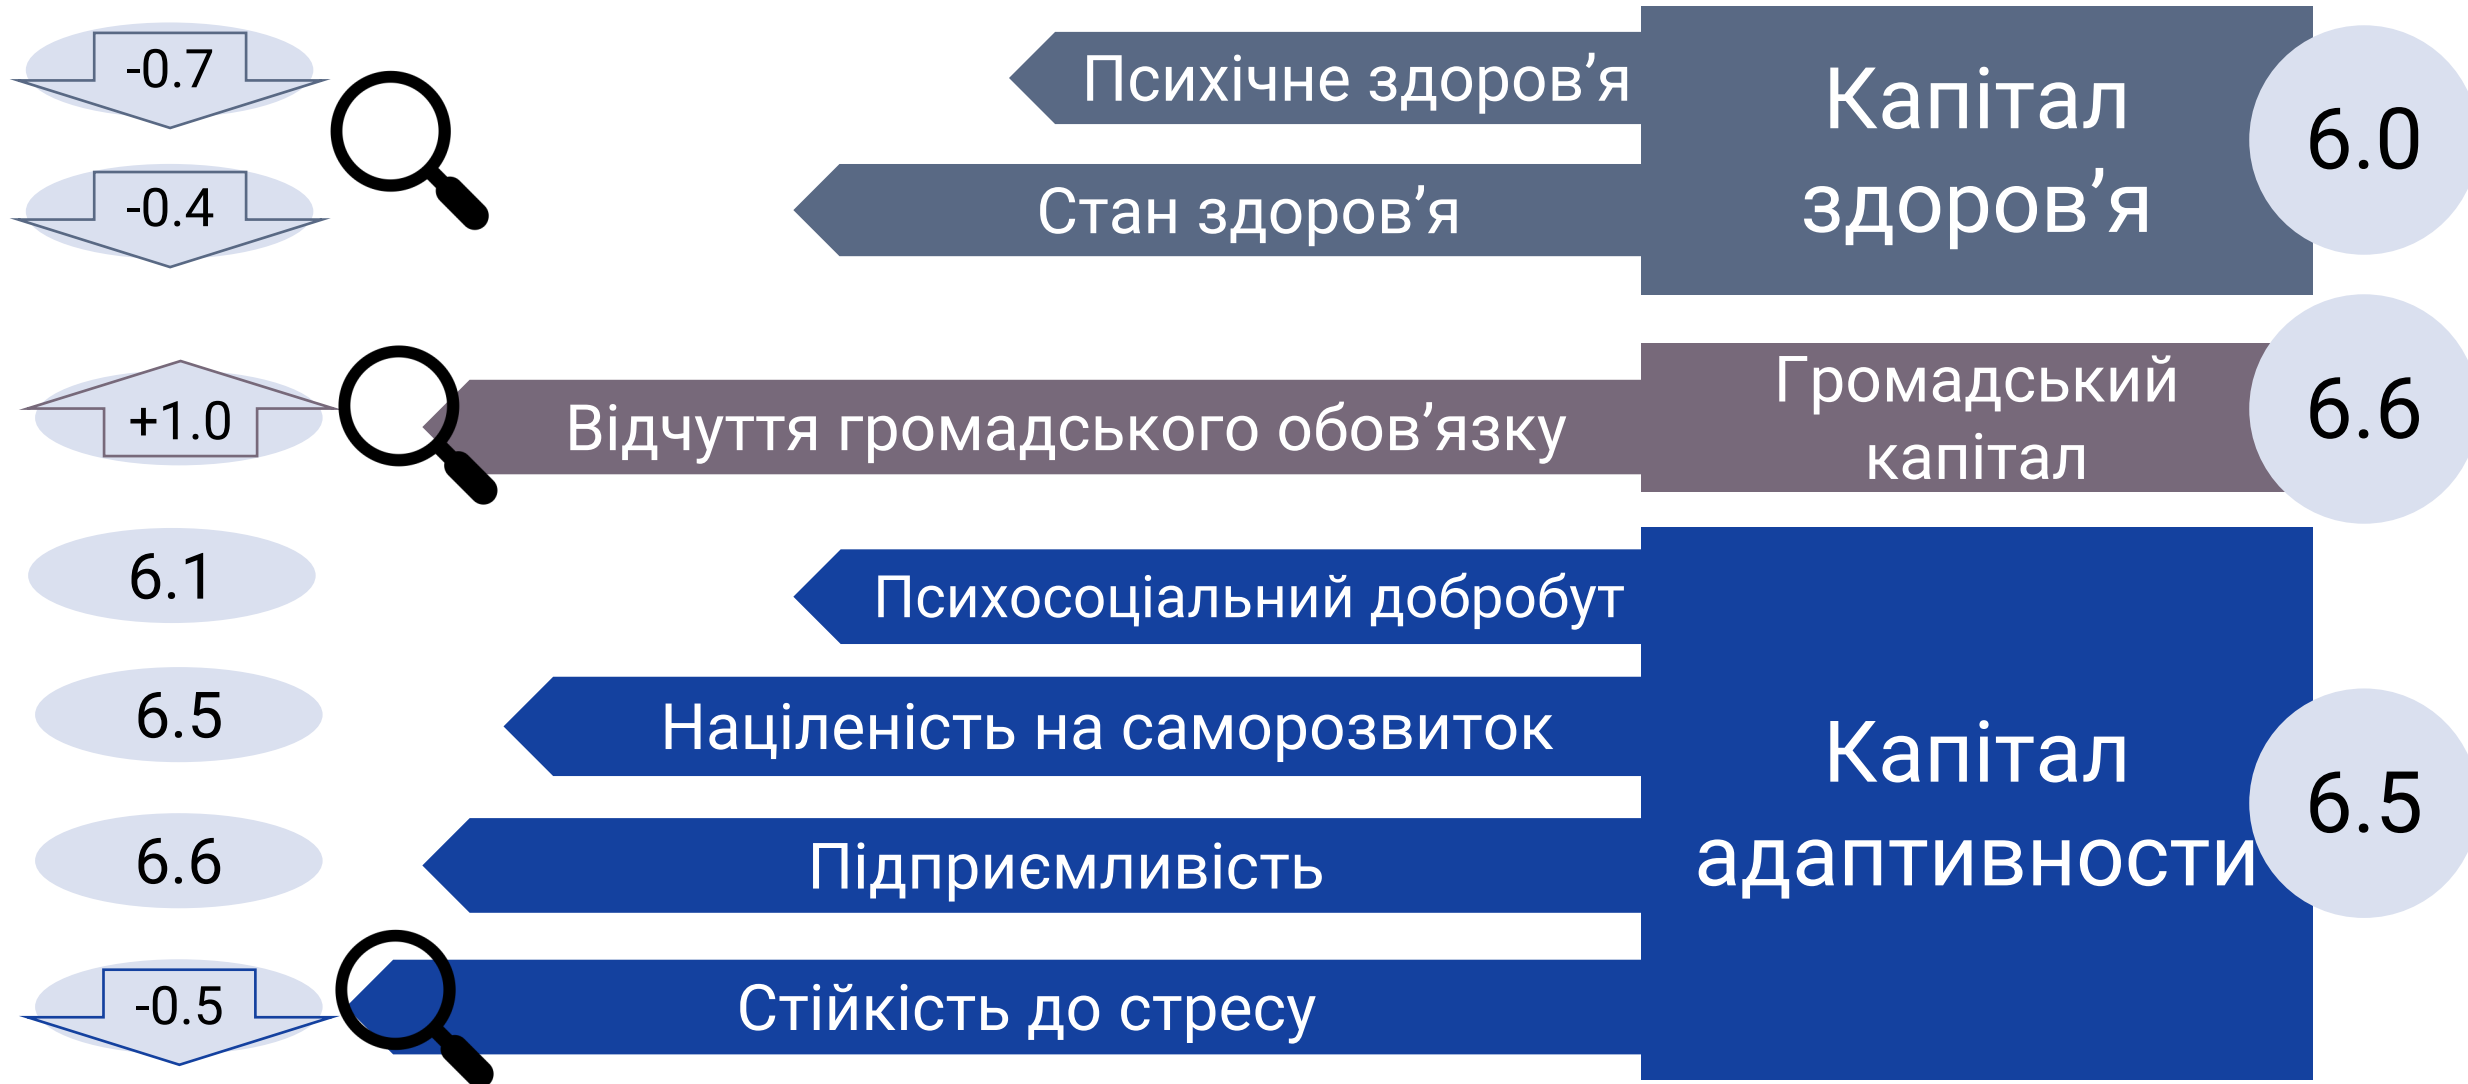 -0.7
Психічне здоров’я
Капітал
здоров’я
6.0
-0.4
Стан здоров’я
+1.0
Відчуття громадського обов’язку
Громадський
капітал
6.6
6.1
Психосоціальний добробут
6.5
Націленість на саморозвиток
Капітал
адаптивности
6.5
6.6
Підприємливість
-0.5
Стійкість до стресу